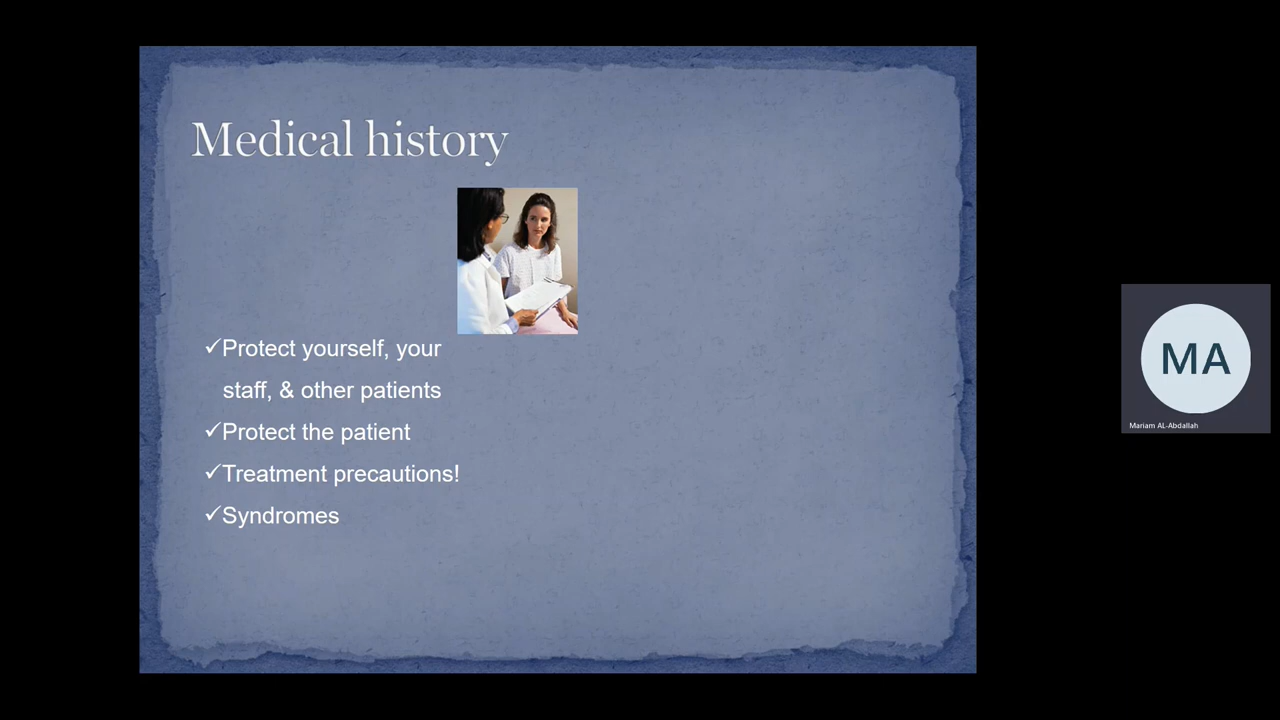 Medical history
✓Protect yourself, your
staff, & other patients
✓Protect the patient
✓Treatment precautions!
✓Syndromes
MA
Mariam AL-Abdallah